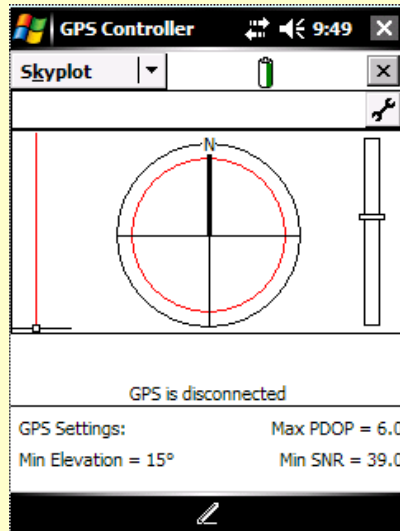 GPS Controller 9:49
Skyplot
N
GPS is disconnected
GPS Settings: Max PDOP = 6.0
Min Elevation = 15° Min SNR = 39.0